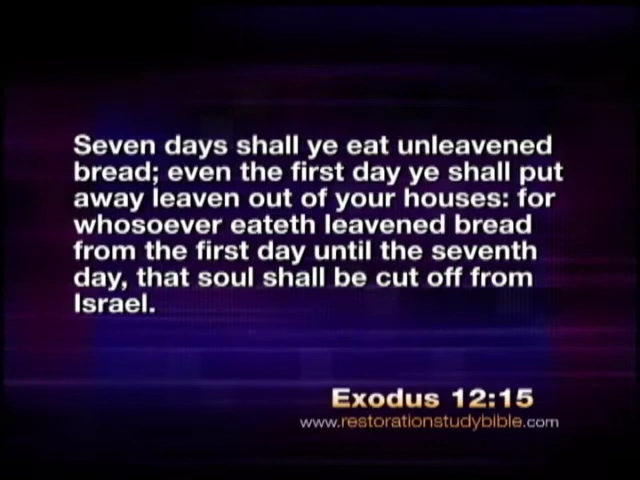 Seven days shall ye eat unleavened
bread; even the first day ye shall put
away leaven out of your houses: for
whosoever eateth leavened bread
from the first day until the seventh
day, that soul shall be cut off from
Israel.
Exodus 12:15
www.restorationstudybible.com